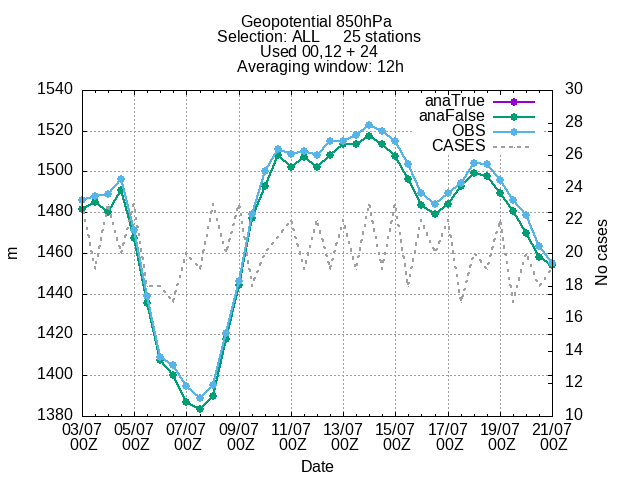 Geopotential 850hPa
Selection: ALL 25 stations
Used 00,12 + 24
Averaging window: 12h
anaTrue
anaFalse
OBS
CASES
1540
1520
1500
1480
1460
1440
1420
1400
1380
m
30
28
26
24
22
20
18
16
14
12
10
No cases
03/07 05/07 07/07 09/07 11/07 13/07 15/07 17/07 19/07 21/07
00Z 00Z 00Z 00Z 00Z 00Z 00Z 00Z 00Z 00Z
Date